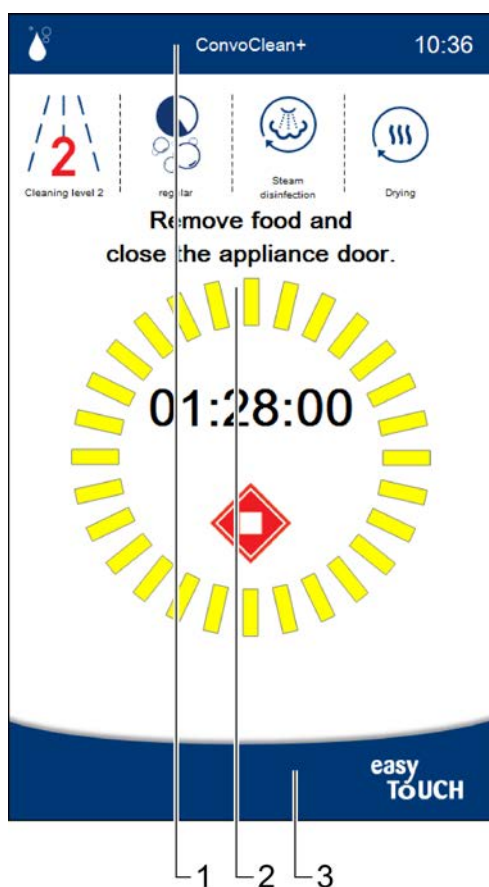 ConvoClean+ 10:36
2
Cleaning level 2 regular Steam disinfection Drying
Remove food and
close the appliance door.
01:28:00
easy
TOUCH
1 2 3